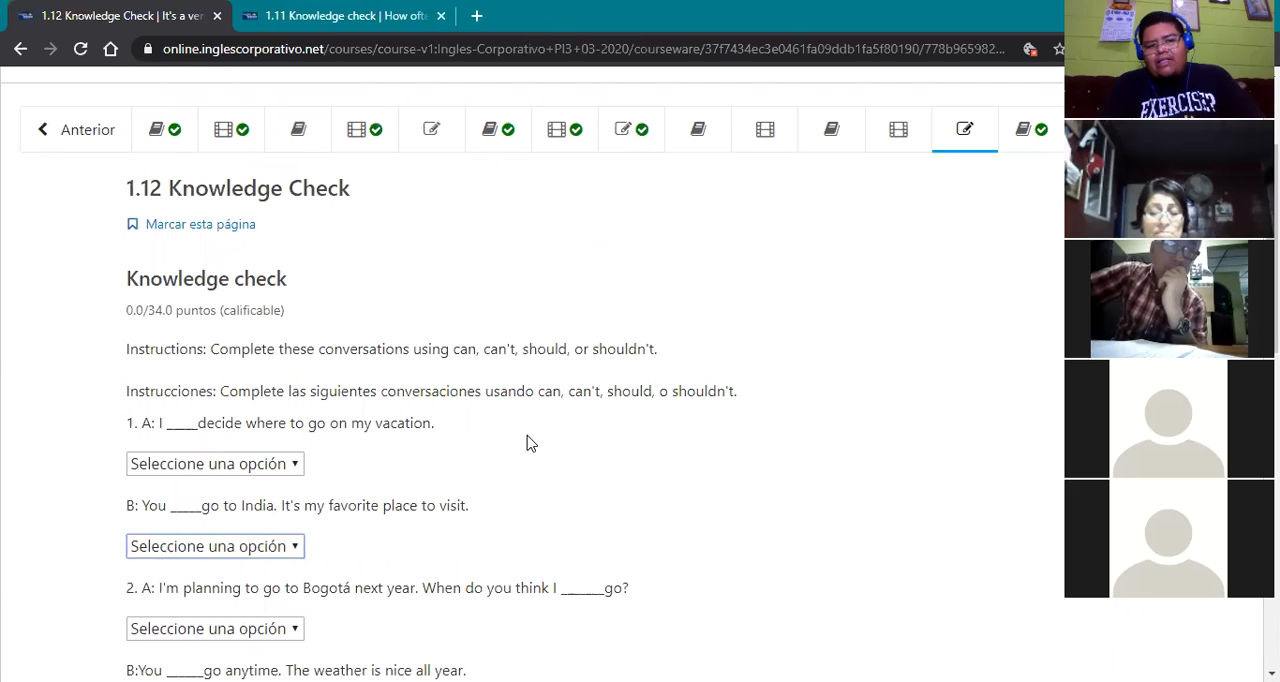 1.12 Knowledge Check | It's a ver
1.11 Knowledge check | How ofte
online.inglescorporativo.net/courses/course-v1:Ingles-Corporativo+PI3+03-2020/courseware/37f7434ec3e0461fa09ddb1fa5f80190/778b965982...
Anterior
1.12 Knowledge Check
Marcar esta página
Knowledge check
0.0/34.0 puntos (calificable)
Instructions: Complete these conversations using can, can't, should, or shouldn't.
Instrucciones: Complete las siguientes conversaciones usando can, can't, should, o shouldn't.
1. A: I _____decide where to go on my vacation.
Seleccione una opción
B: You _____go to India. It's my favorite place to visit.
Seleccione una opción
2. A: I'm planning to go to Bogotá next year. When do you think I _______go?
Seleccione una opción
B:You ______go anytime. The weather is nice all year.
EXERCISE?